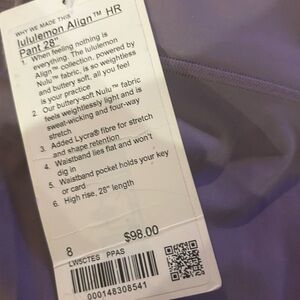 WHY WE MADE THIS
lululemon Align™ HR
Pant 28"
1. When feeling nothing is
everything. The lululemon
Align™ collection, powered by
Nulu™ fabric, is so weightless
and buttery soft, all you feel
is your practice
2. Our buttery-soft Nulu™ fabric
feels weightlessly light and is
sweat-wicking and four-way
stretch
3. Added Lycra® fibre for stretch
and shape retention
4. Waistband lies flat and won't
dig in
5. Waistband pocket holds your key
or card
6. High rise, 28" length
8 $98.00
LW5CTES PPAS
000148308541